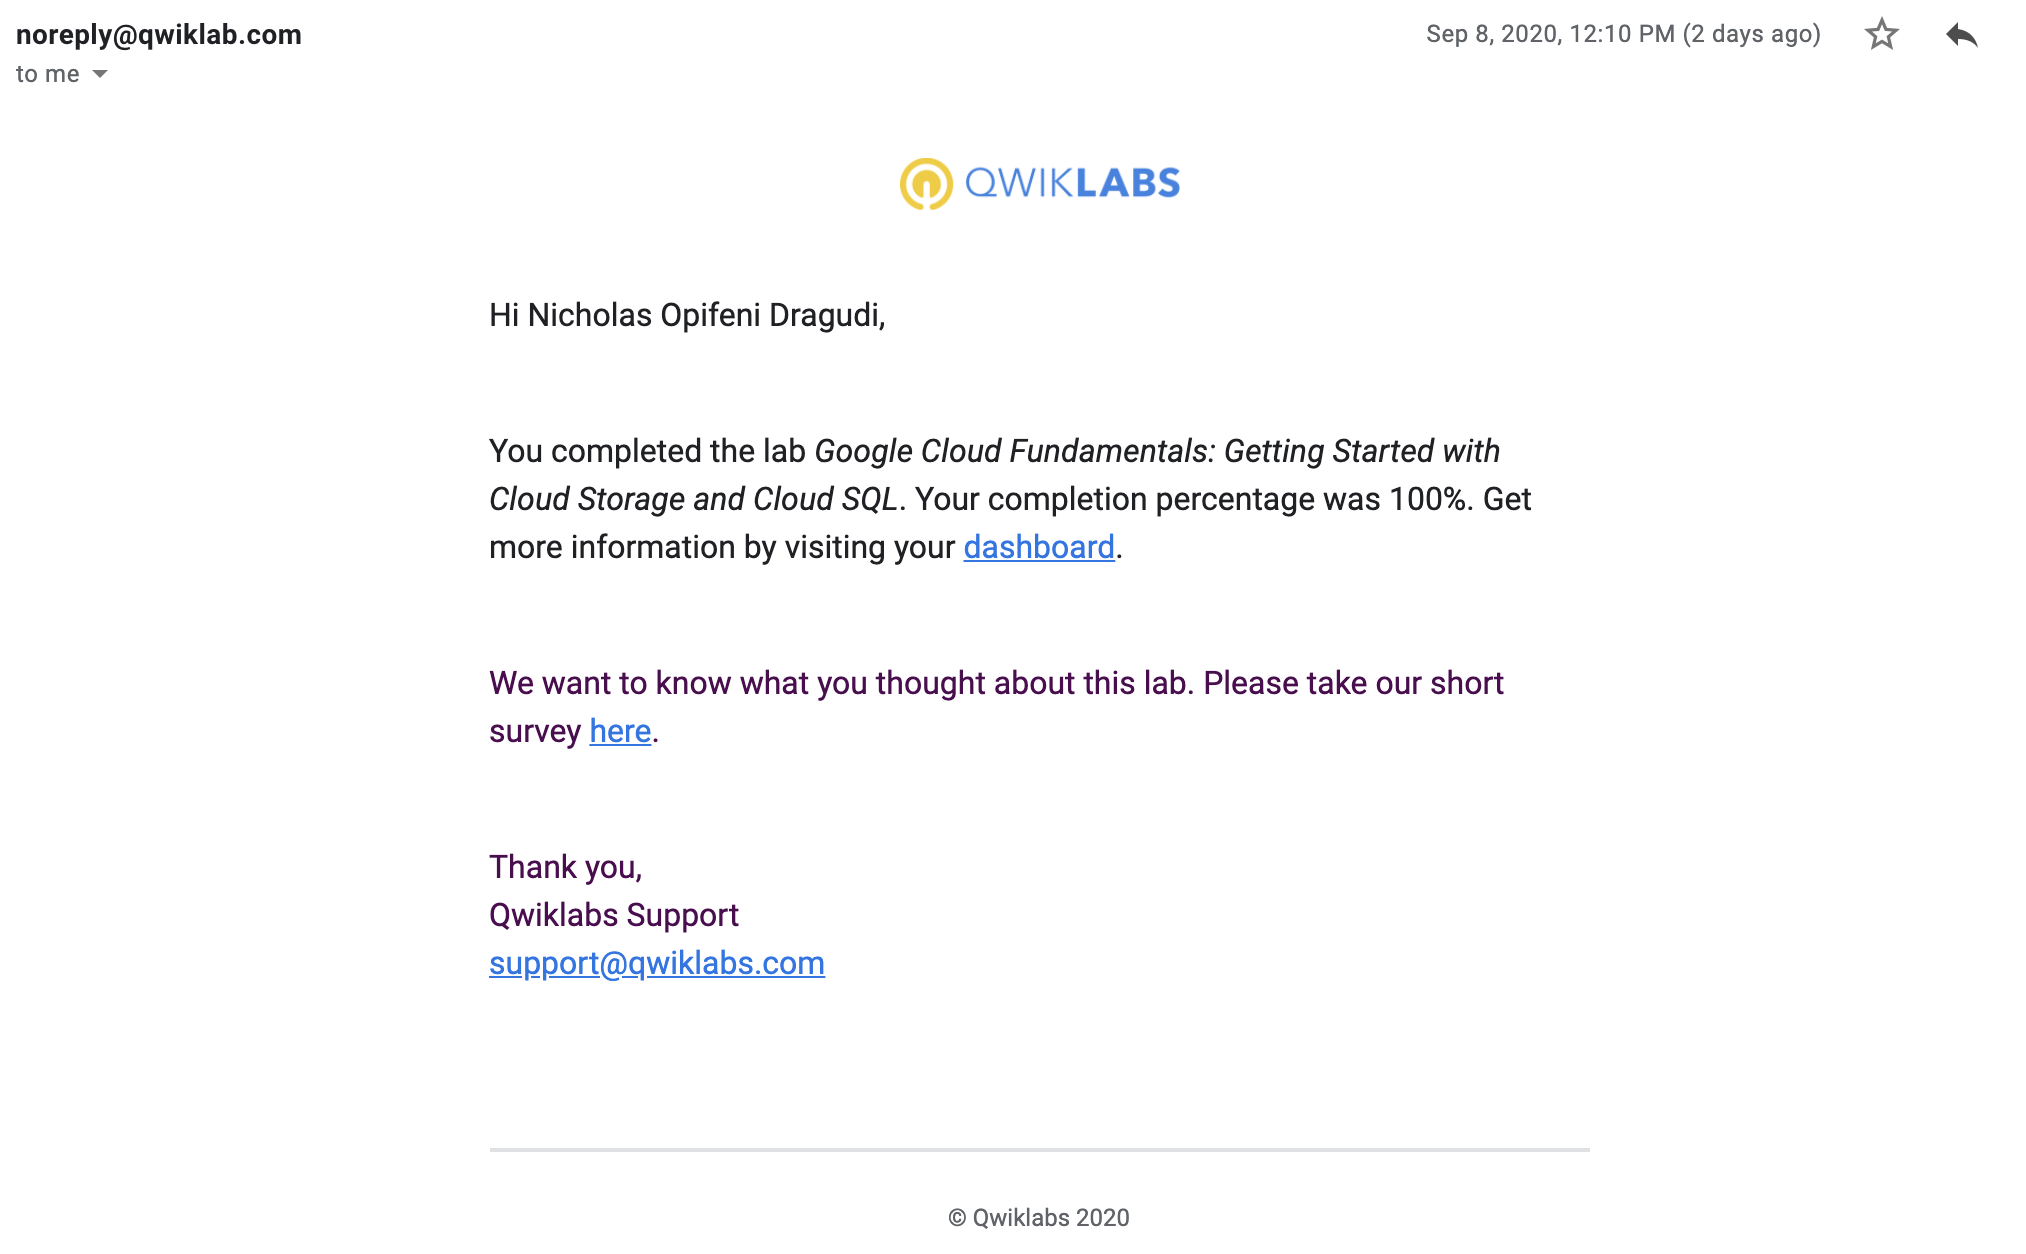 noreply@qwiklab.com
Sep 8, 2020, 12:10 PM (2 days ago)
to me
QWIKLABS
Hi Nicholas Opifeni Dragudi,
You completed the lab Google Cloud Fundamentals: Getting Started with
Cloud Storage and Cloud SQL. Your completion percentage was 100%. Get
more information by visiting your dashboard.
We want to know what you thought about this lab. Please take our short
survey here.
Thank you,
Qwiklabs Support
support@qwiklabs.com
© Qwiklabs 2020